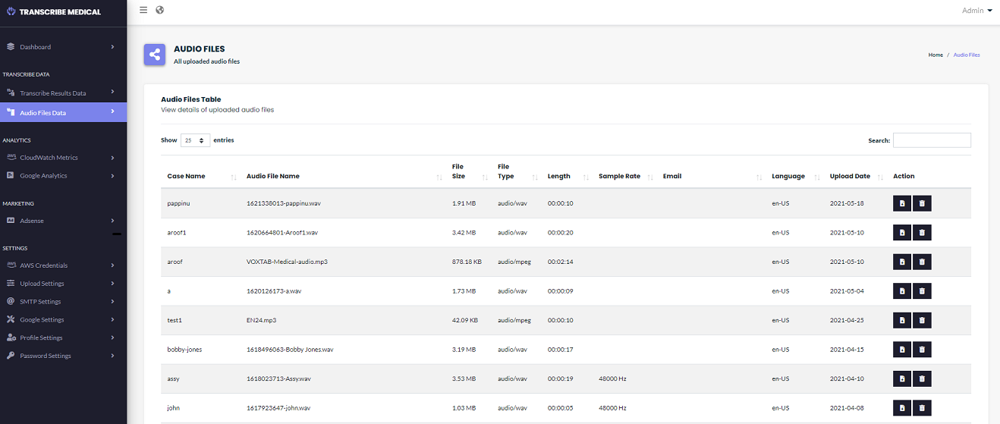 TRANSCRIBE MEDICAL
Admin
Dashboard
TRANSCRIBE DATA
Transcribe Results Data
Audio Files Data
ANALYTICS
aws CloudWatch Metrics
Google Analytics
MARKETING
Ad Adsense
SETTINGS
aws AWS Credentials
Upload Settings
@ SMTP Settings
Google Settings
Profile Settings
Password Settings
AUDIO FILES
All uploaded audio files
Home / Audio Files
Audio Files Table
View details of uploaded audio files
Show 25 entries
Search:
Case Name Audio File Name File Size File Type Length Sample Rate Email Language Upload Date Action
pappinu 1621338013-pappinu.wav 1.91 MB audio/wav 00:00:10 en-US 2021-05-18
aroof1 1620664801-Aroof1.wav 3.42 MB audio/wav 00:00:20 en-US 2021-05-10
aroof VOXTAB-Medical-audio.mp3 878.18 KB audio/mpeg 00:02:14 en-US 2021-05-10
a 1620126173-a.wav 1.73 MB audio/wav 00:00:09 en-US 2021-05-04
test1 EN24.mp3 42.09 KB audio/mpeg 00:00:10 en-US 2021-04-25
bobby-jones 1618496063-Bobby Jones.wav 3.19 MB audio/wav 00:00:17 en-US 2021-04-15
assy 1618023713-Assy.wav 3.53 MB audio/wav 00:00:19 48000 Hz en-US 2021-04-10
john 1617923647-john.wav 1.03 MB audio/wav 00:00:05 48000 Hz en-US 2021-04-08